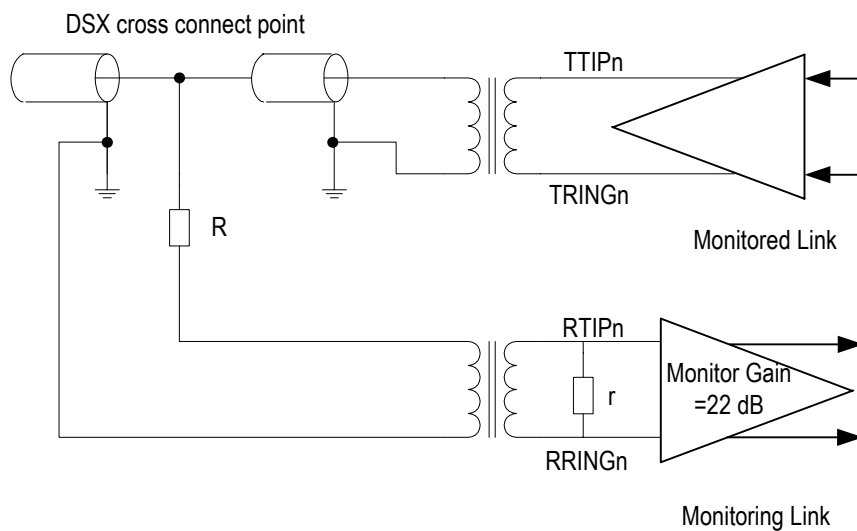 DSX cross connect point
TTIPn
TRINGn
Monitored Link
R
RTIPn
Monitor Gain
=22 dB
r
RRINGn
Monitoring Link